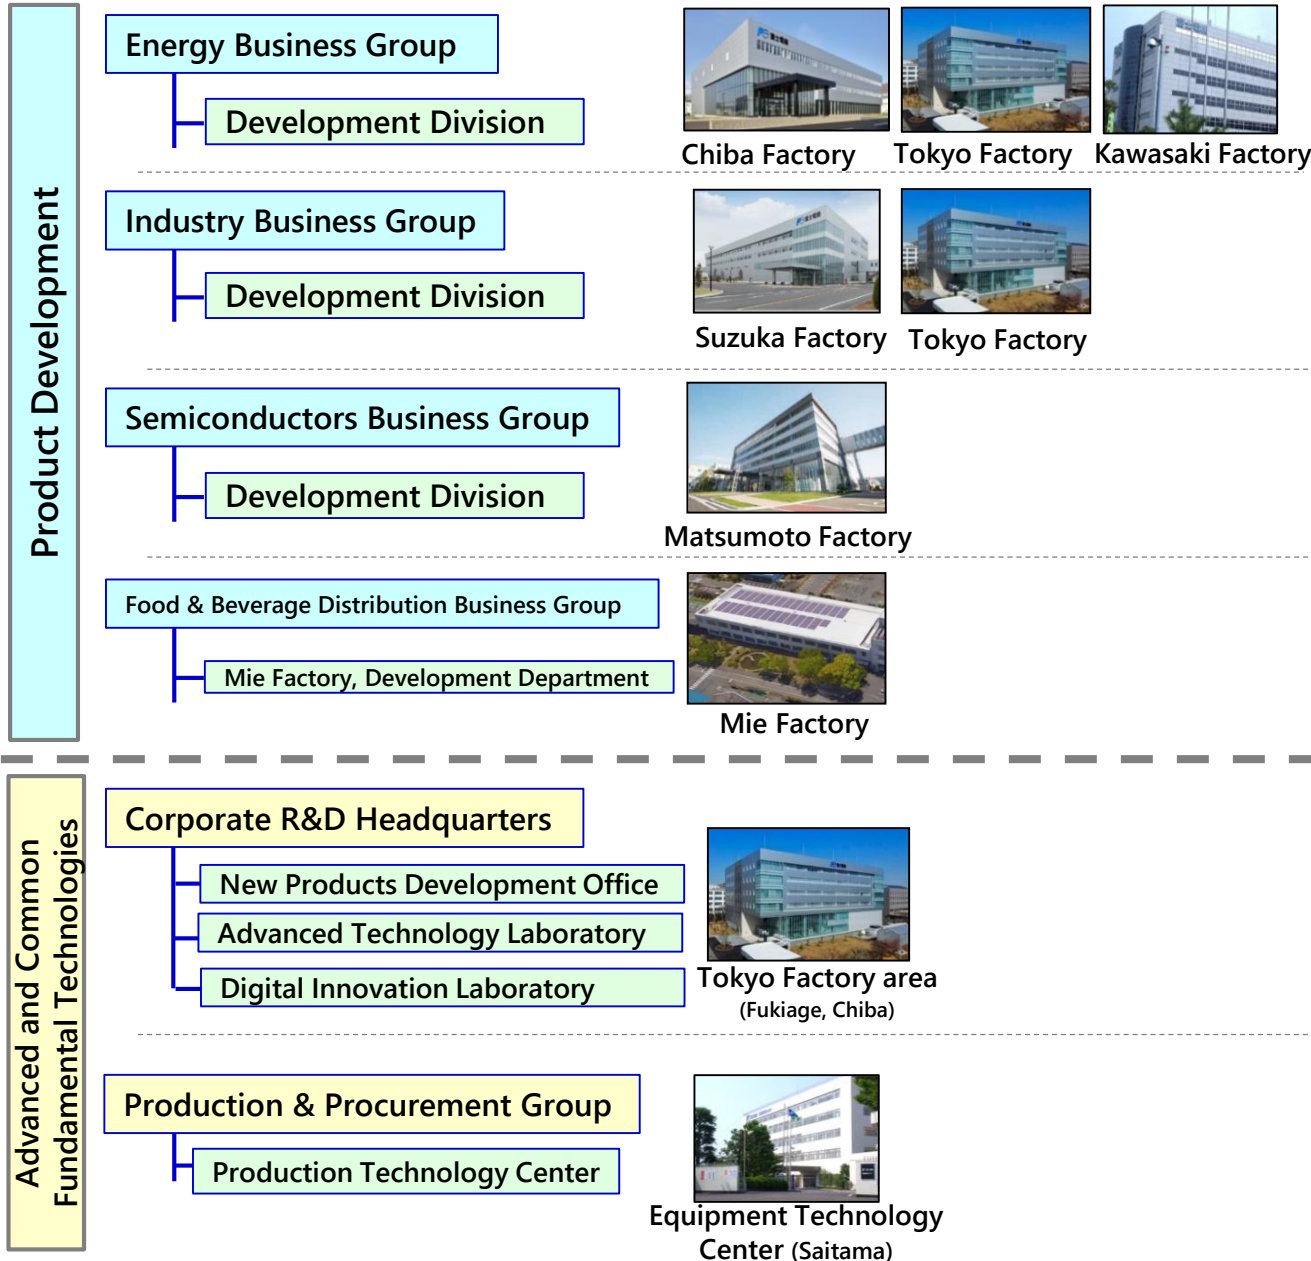 Product Development
Energy Business Group
Development Division
Chiba Factory
Tokyo Factory
Kawasaki Factory
Industry Business Group
Development Division
Suzuka Factory
Tokyo Factory
Semiconductors Business Group
Development Division
Matsumoto Factory
Food & Beverage Distribution Business Group
Mie Factory, Development Department
Mie Factory
Advanced and Common
Fundamental Technologies
Corporate R&D Headquarters
New Products Development Office
Advanced Technology Laboratory
Digital Innovation Laboratory
Tokyo Factory area
(Fukiage, Chiba)
Production & Procurement Group
Production Technology Center
Equipment Technology
Center (Saitama)